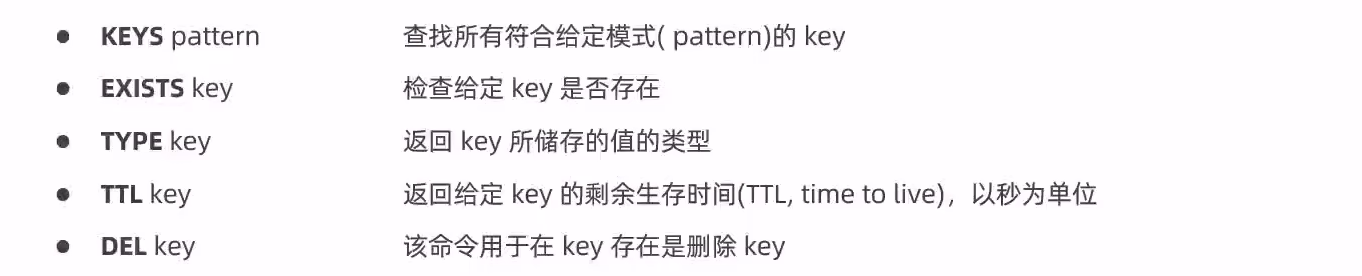 ● KEYS pattern 查找所有符合给定模式( pattern)的 key
● EXISTS key 检查给定 key 是否存在
● TYPE key 返回 key 所储存的值的类型
● TTL key 返回给定 key 的剩余生存时间(TTL, time to live)，以秒为单位
● DEL key 该命令用于在 key 存在是删除 key